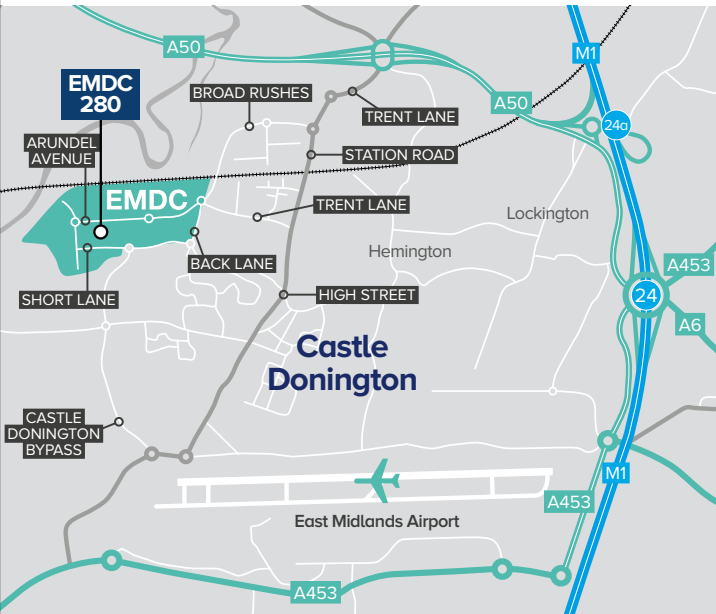 A50
M1
EMDC
280
BROAD RUSHES
A50
TRENT LANE
24a
ARUNDEL
AVENUE
STATION ROAD
EMDC
TRENT LANE
Lockington
Hemington
BACK LANE
A453
SHORT LANE
HIGH STREET
24
A6
Castle
Donington
CASTLE
DONINGTON
BYPASS
M1
A453
East Midlands Airport
A453